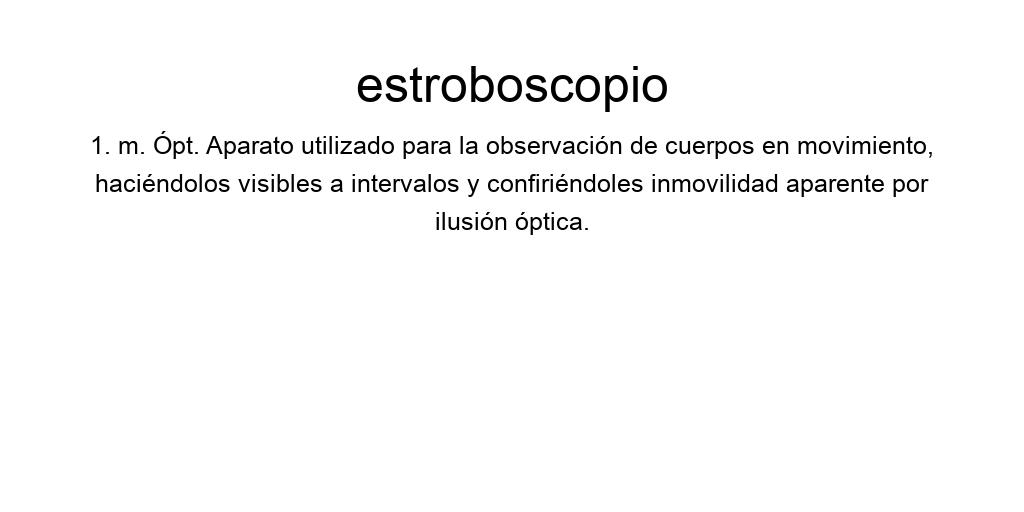 estroboscopio
1. m. Ópt. Aparato utilizado para la observación de cuerpos en movimiento,
haciéndolos visibles a intervalos y confiriéndoles inmovilidad aparente por
ilusión óptica.